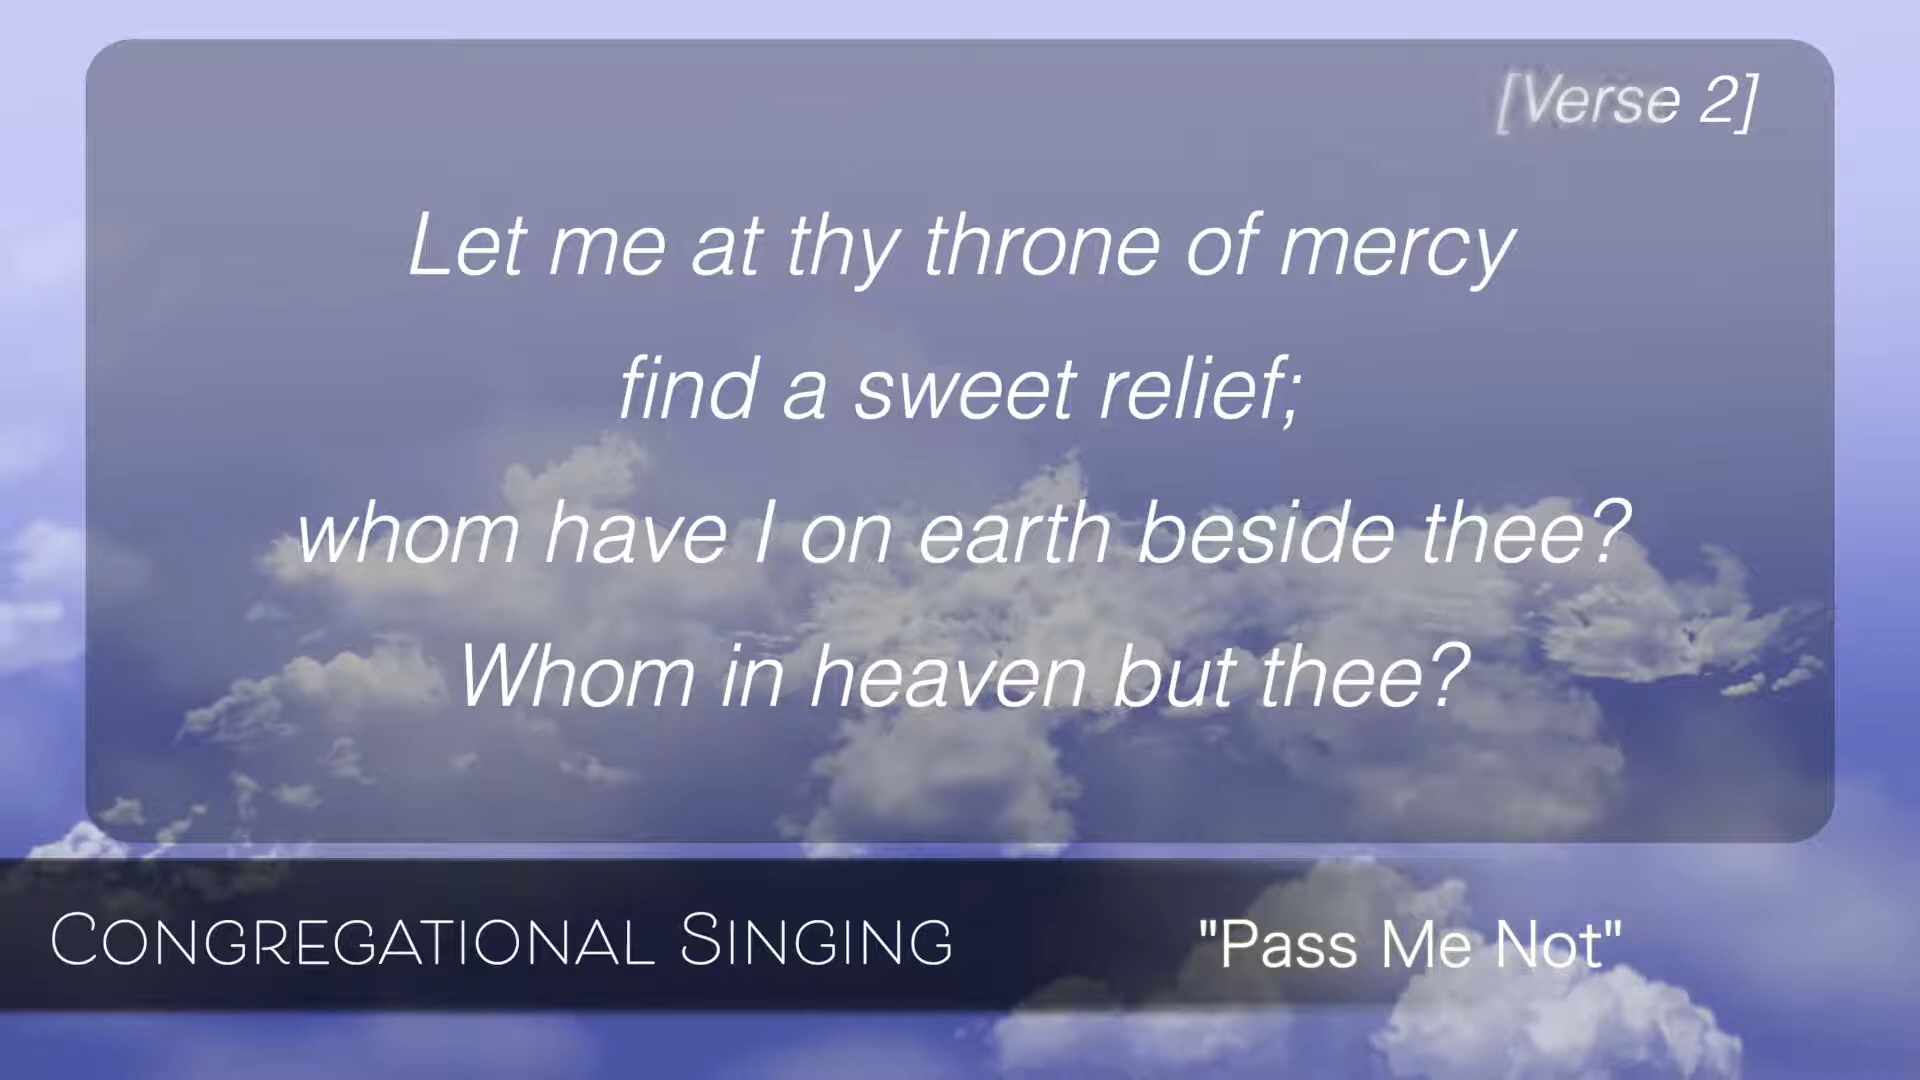 [Verse 2]
Let me at thy throne of mercy
find a sweet relief;
whom have I on earth beside thee?
Whom in heaven but thee?
CONGREGATIONAL SINGING
"Pass Me Not"